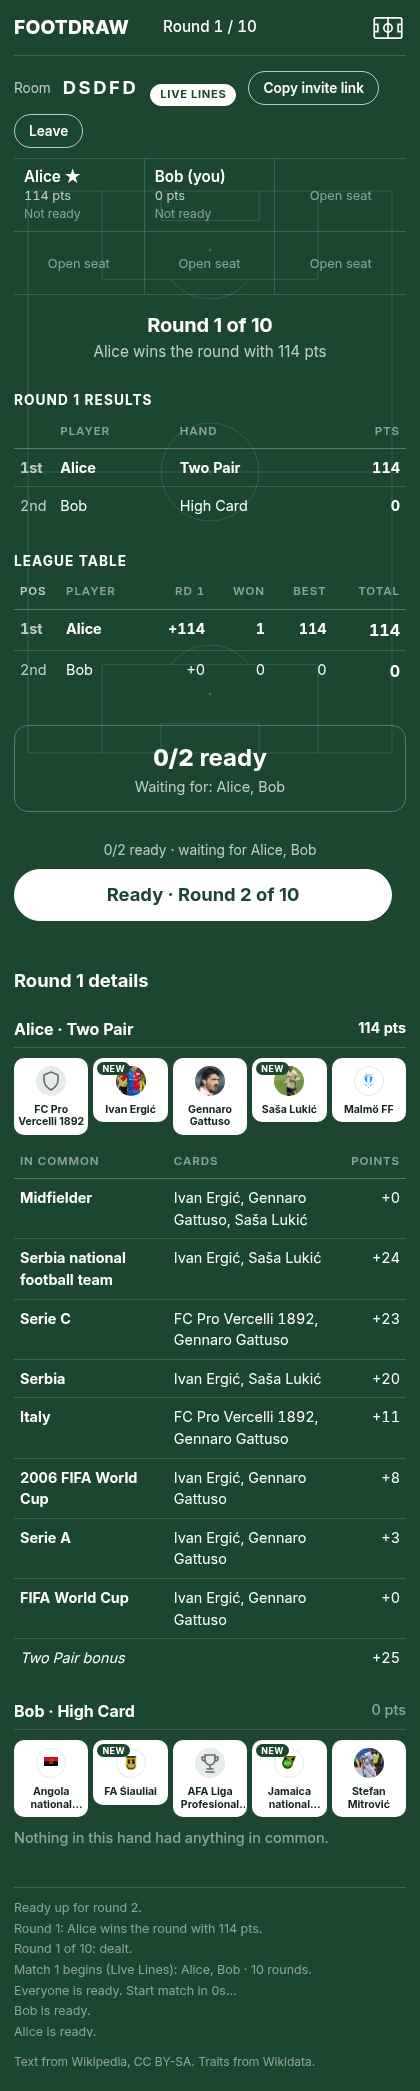 FOOTDRAW Round 1 / 10
Room DSDFD LIVE LINES Copy invite link
Leave
Alice ★ Bob (you) Open seat
114 pts 0 pts
Not ready Not ready
Open seat Open seat Open seat
Round 1 of 10
Alice wins the round with 114 pts
ROUND 1 RESULTS
PLAYER HAND PTS
1st Alice Two Pair 114
2nd Bob High Card 0
LEAGUE TABLE
POS PLAYER RD 1 WON BEST TOTAL
1st Alice +114 1 114 114
2nd Bob +0 0 0 0
0/2 ready
Waiting for: Alice, Bob
0/2 ready · waiting for Alice, Bob
Ready · Round 2 of 10
Round 1 details
Alice · Two Pair 114 pts
NEW NEW
FC Pro Vercelli 1892
Ivan Ergić
Gennaro Gattuso
Saša Lukić
Malmö FF
IN COMMON CARDS POINTS
Midfielder Ivan Ergić, Gennaro Gattuso, Saša Lukić +0
Serbia national football team Ivan Ergić, Saša Lukić +24
Serie C FC Pro Vercelli 1892, Gennaro Gattuso +23
Serbia Ivan Ergić, Saša Lukić +20
Italy FC Pro Vercelli 1892, Gennaro Gattuso +11
2006 FIFA World Cup Ivan Ergić, Gennaro Gattuso +8
Serie A Ivan Ergić, Gennaro Gattuso +3
FIFA World Cup Ivan Ergić, Gennaro Gattuso +0
Two Pair bonus +25
Bob · High Card 0 pts
NEW NEW
Angola national...
FA Šiauliai
AFA Liga Profesional...
Jamaica national...
Stefan Mitrović
Nothing in this hand had anything in common.
Ready up for round 2.
Round 1: Alice wins the round with 114 pts.
Round 1 of 10: dealt.
Match 1 begins (Live Lines): Alice, Bob · 10 rounds.
Everyone is ready. Start match in 0s...
Bob is ready.
Alice is ready.
Text from Wikipedia, CC BY-SA. Traits from Wikidata.